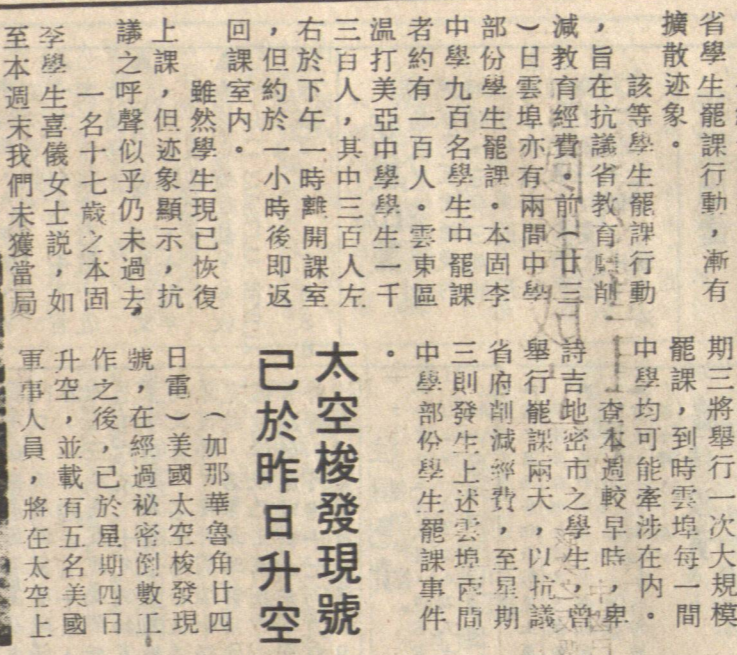 省學生罷課行動，漸有
擴散迹象。
該等學生罷課行動
，旨在抗議省教育廳削
減教育經費。前（廿三
）日雲埠亦有兩間中學
部份學生罷課。本固李
中學九百名學生中罷課
者約有一百人。雲東區
溫打美亞中學學生一千
三百人，其中三百人左
右於下午一時離開課室
，但約於一小時後即返
回課室內。
雖然學生現已恢復
上課，但迹象顯示，抗
議之呼聲似乎仍未過去，
一名十七歲之本固
李學生喜儀女士説，如
至本週末我們未獲當局
期三將舉行一次大規模
罷課，到時雲埠每一間
中學均可能牽涉在內。
查本週較早時，卑
詩吉地密市之學生，曾
舉行罷課兩天，以抗議
省府削減經費，至星期
三則發生上述雲埠兩間
中學部份學生罷課事件
。
太空梭發現號
已於昨日升空
（加那華魯角廿四
日電）美國太空梭發現
號，在經過祕密倒數工
作之後，已於星期四日
升空，並載有五名美國
軍事人員，將在太空上